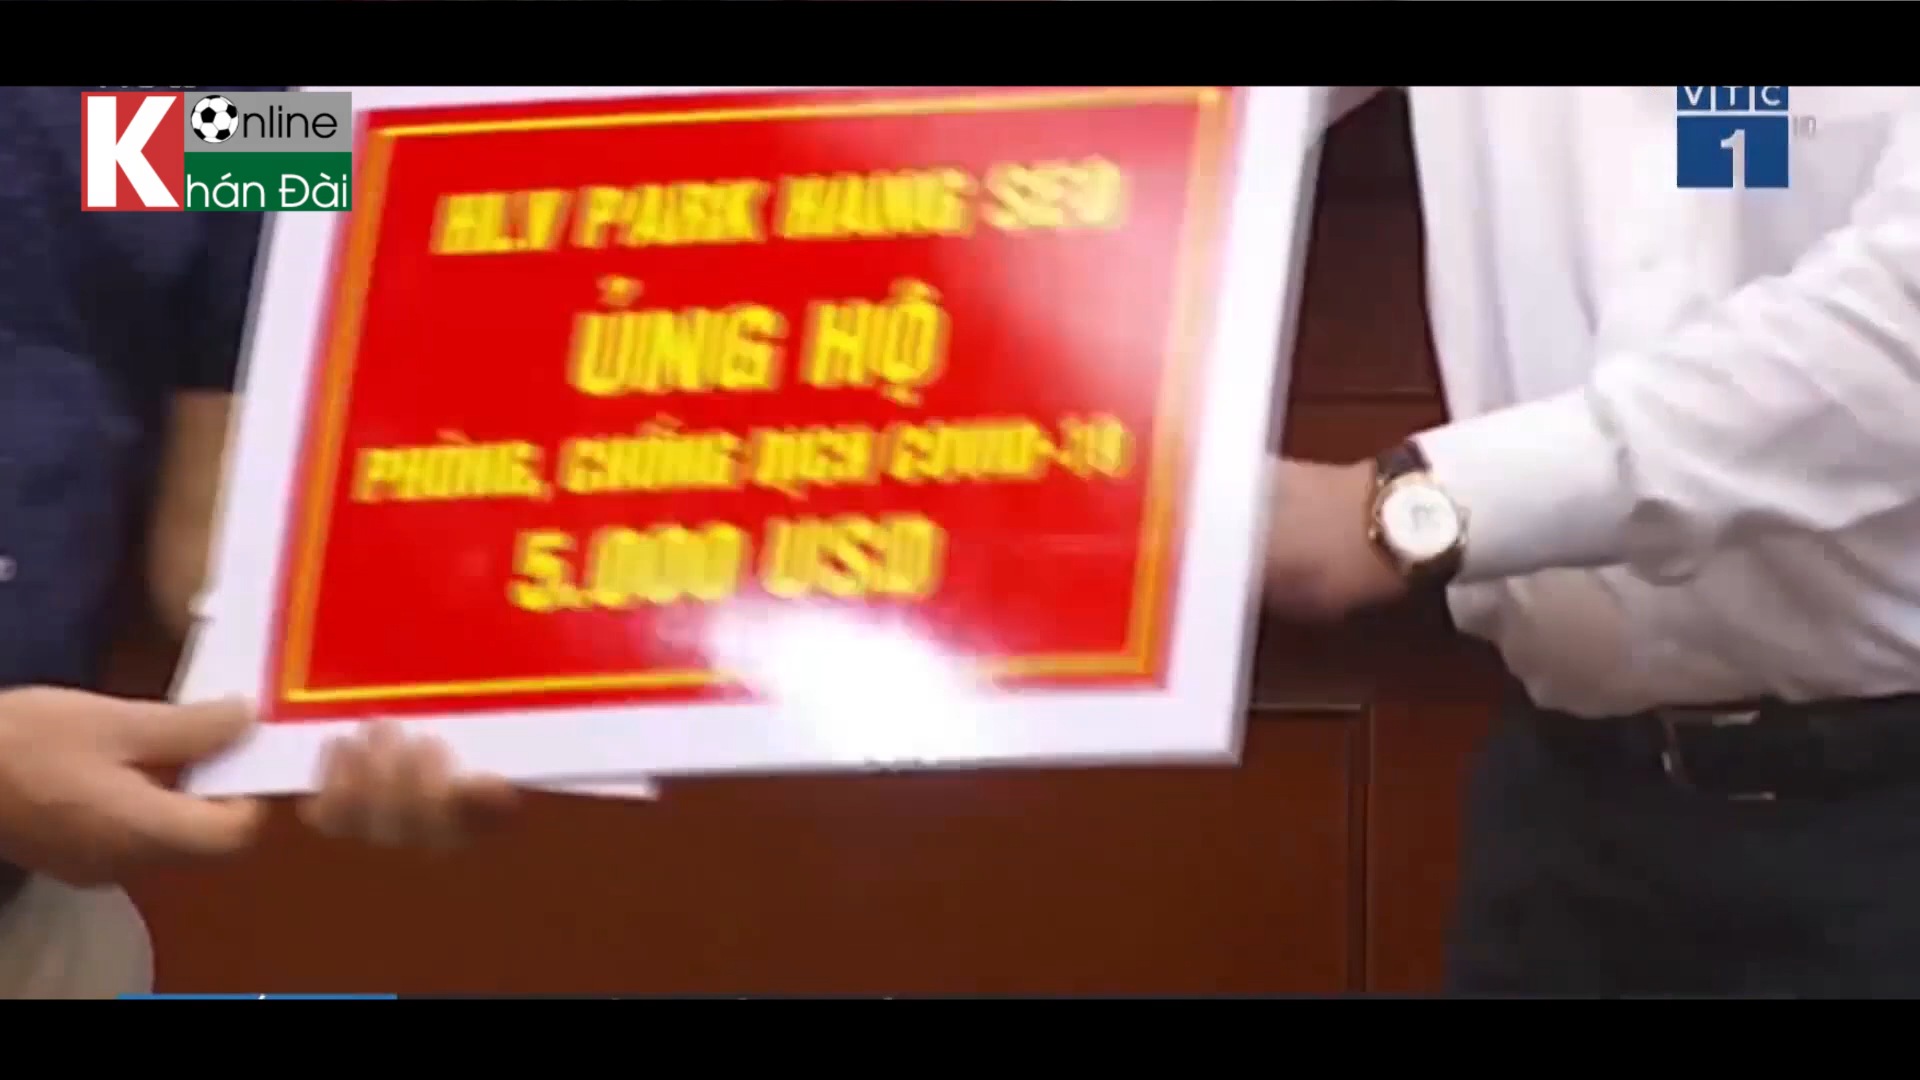 Online
Khán Đài
VTC
1
HD
HLV PARK HANG SEO
ỦNG HỘ
PHÒNG, CHỐNG DỊCH COVID-19
5.000 USD